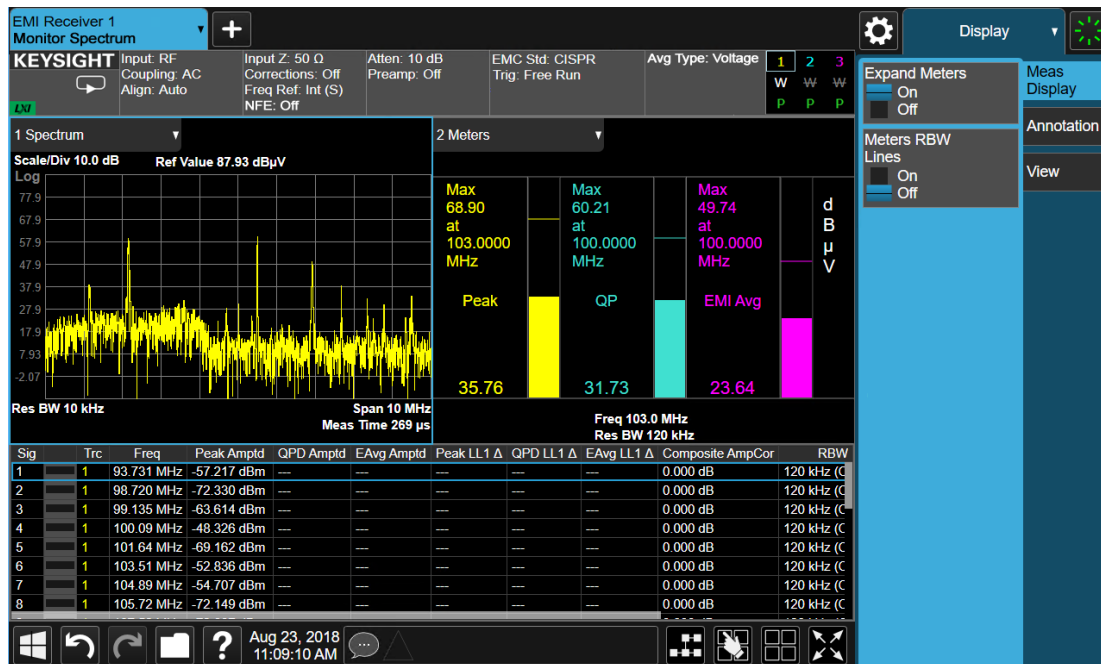 EMI Receiver 1
Monitor Spectrum
+
Display
KEYSIGHT
LXI
Input: RF
Coupling: AC
Align: Auto
Input Z: 50 Ω
Corrections: Off
Freq Ref: Int (S)
NFE: Off
Atten: 10 dB
Preamp: Off
EMC Std: CISPR
Trig: Free Run
Avg Type: Voltage
1 2 3
W W W
P P P
Expand Meters
On
Off
Meters RBW
Lines
On
Off
Meas
Display
Annotation
View
1 Spectrum
Scale/Div 10.0 dB
Ref Value 87.93 dBµV
Log
77.9
67.9
57.9
47.9
37.9
27.9
17.9
7.93
-2.07
Res BW 10 kHz
Span 10 MHz
Meas Time 269 µs
2 Meters
Max
68.90
at
103.0000
MHz
Peak
35.76
Max
60.21
at
100.0000
MHz
QP
31.73
Max
49.74
at
100.0000
MHz
EMI Avg
23.64
d
B
µ
V
Freq 103.0 MHz
Res BW 120 kHz
Sig Trc Freq Peak Amptd QPD Amptd EAvg Amptd Peak LL1 Δ QPD LL1 Δ EAvg LL1 Δ Composite AmpCor RBW
1 1 93.731 MHz -57.217 dBm --- --- --- --- --- 0.000 dB 120 kHz (C
2 1 98.720 MHz -72.330 dBm --- --- --- --- --- 0.000 dB 120 kHz (C
3 1 99.135 MHz -63.614 dBm --- --- --- --- --- 0.000 dB 120 kHz (C
4 1 100.09 MHz -48.326 dBm --- --- --- --- --- 0.000 dB 120 kHz (C
5 1 101.64 MHz -69.162 dBm --- --- --- --- --- 0.000 dB 120 kHz (C
6 1 103.51 MHz -52.836 dBm --- --- --- --- --- 0.000 dB 120 kHz (C
7 1 104.89 MHz -54.707 dBm --- --- --- --- --- 0.000 dB 120 kHz (C
8 1 105.72 MHz -72.149 dBm --- --- --- --- --- 0.000 dB 120 kHz (C
?
Aug 23, 2018
11:09:10 AM